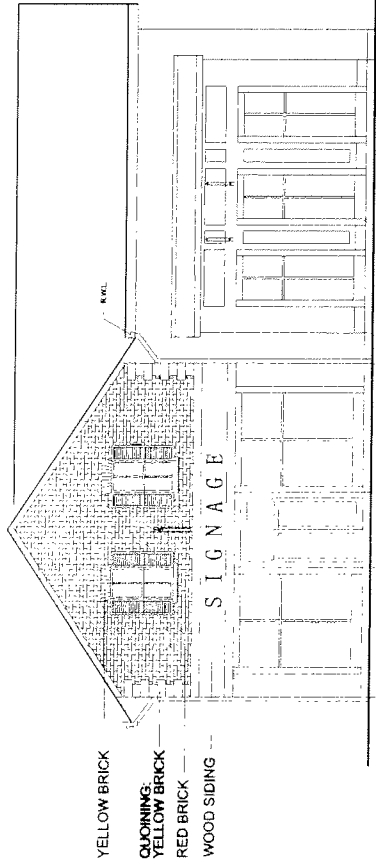 R.W.L.
YELLOW BRICK
QUOINING:
YELLOW BRICK
RED BRICK
WOOD SIDING
SIGNAGE